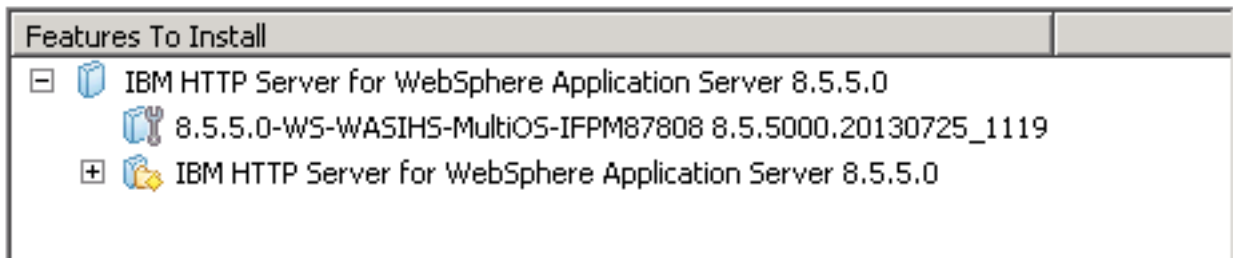 Features To Install
IBM HTTP Server for WebSphere Application Server 8.5.5.0
8.5.5.0-WS-WASIHS-MultiOS-IFPM87808 8.5.5000.20130725_1119
IBM HTTP Server for WebSphere Application Server 8.5.5.0